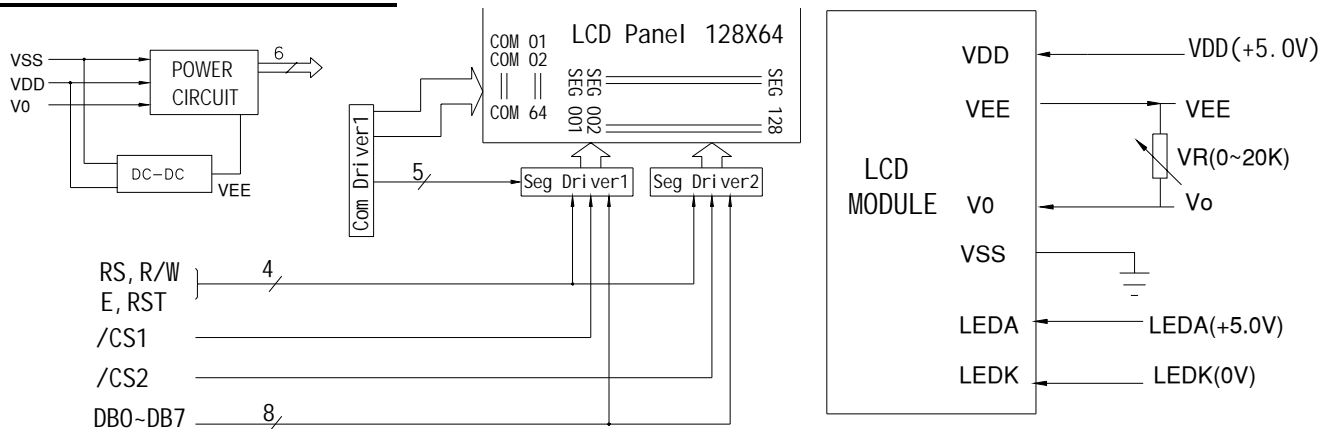 VSS
VDD
V0
POWER
CIRCUIT
6
DC-DC
VEE
LCD Panel 128X64
COM 01
COM 02
COM 64
SEG 001
SEG 002
SEG 128
Com Driver1
5
Seg Driver1
Seg Driver2
RS, R/W
E, RST
4
/CS1
/CS2
DB0~DB7
8
LCD
MODULE
VDD
VDD(+5.0V)
VEE
VEE
VR(0~20K)
V0
Vo
VSS
LEDA
LEDA(+5.0V)
LEDK
LEDK(0V)